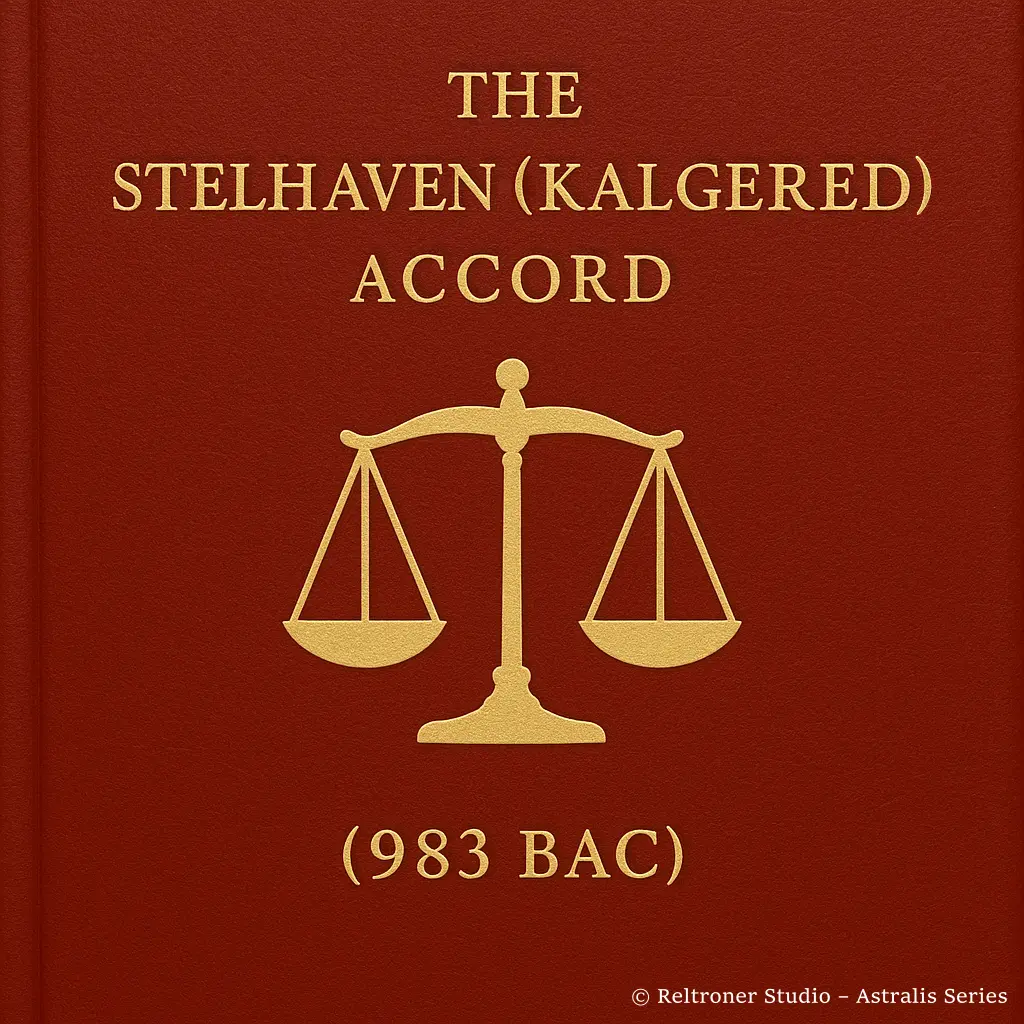 THE
STELHAVEN (KALGERED)
ACCORD
(983 BAC)
© Reltroner Studio – Astralis Series